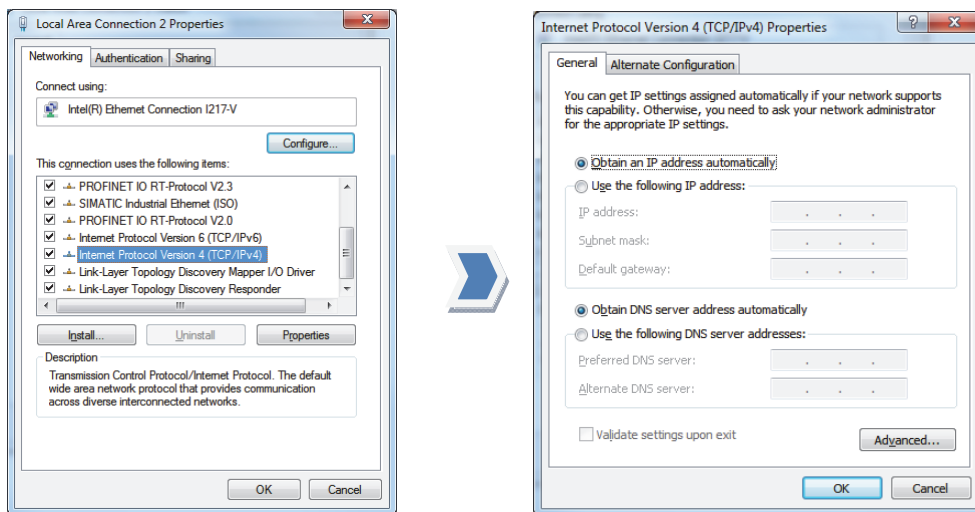 Local Area Connection 2 Properties
Networking
Authentication
Sharing
Connect using:
Intel(R) Ethernet Connection I217-V
Configure...
This connection uses the following items:
PROFINET IO RT-Protocol V2.3
SIMATIC Industrial Ethernet (ISO)
PROFINET IO RT-Protocol V2.0
Internet Protocol Version 6 (TCP/IPv6)
Internet Protocol Version 4 (TCP/IPv4)
Link-Layer Topology Discovery Mapper I/O Driver
Link-Layer Topology Discovery Responder
Install...
Uninstall
Properties
Description
Transmission Control Protocol/Internet Protocol. The default
wide area network protocol that provides communication
across diverse interconnected networks.
OK
Cancel
Internet Protocol Version 4 (TCP/IPv4) Properties
General
Alternate Configuration
You can get IP settings assigned automatically if your network supports
this capability. Otherwise, you need to ask your network administrator
for the appropriate IP settings.
Obtain an IP address automatically
Use the following IP address:
IP address:
Subnet mask:
Default gateway:
Obtain DNS server address automatically
Use the following DNS server addresses:
Preferred DNS server:
Alternate DNS server:
Validate settings upon exit
Advanced...
OK
Cancel